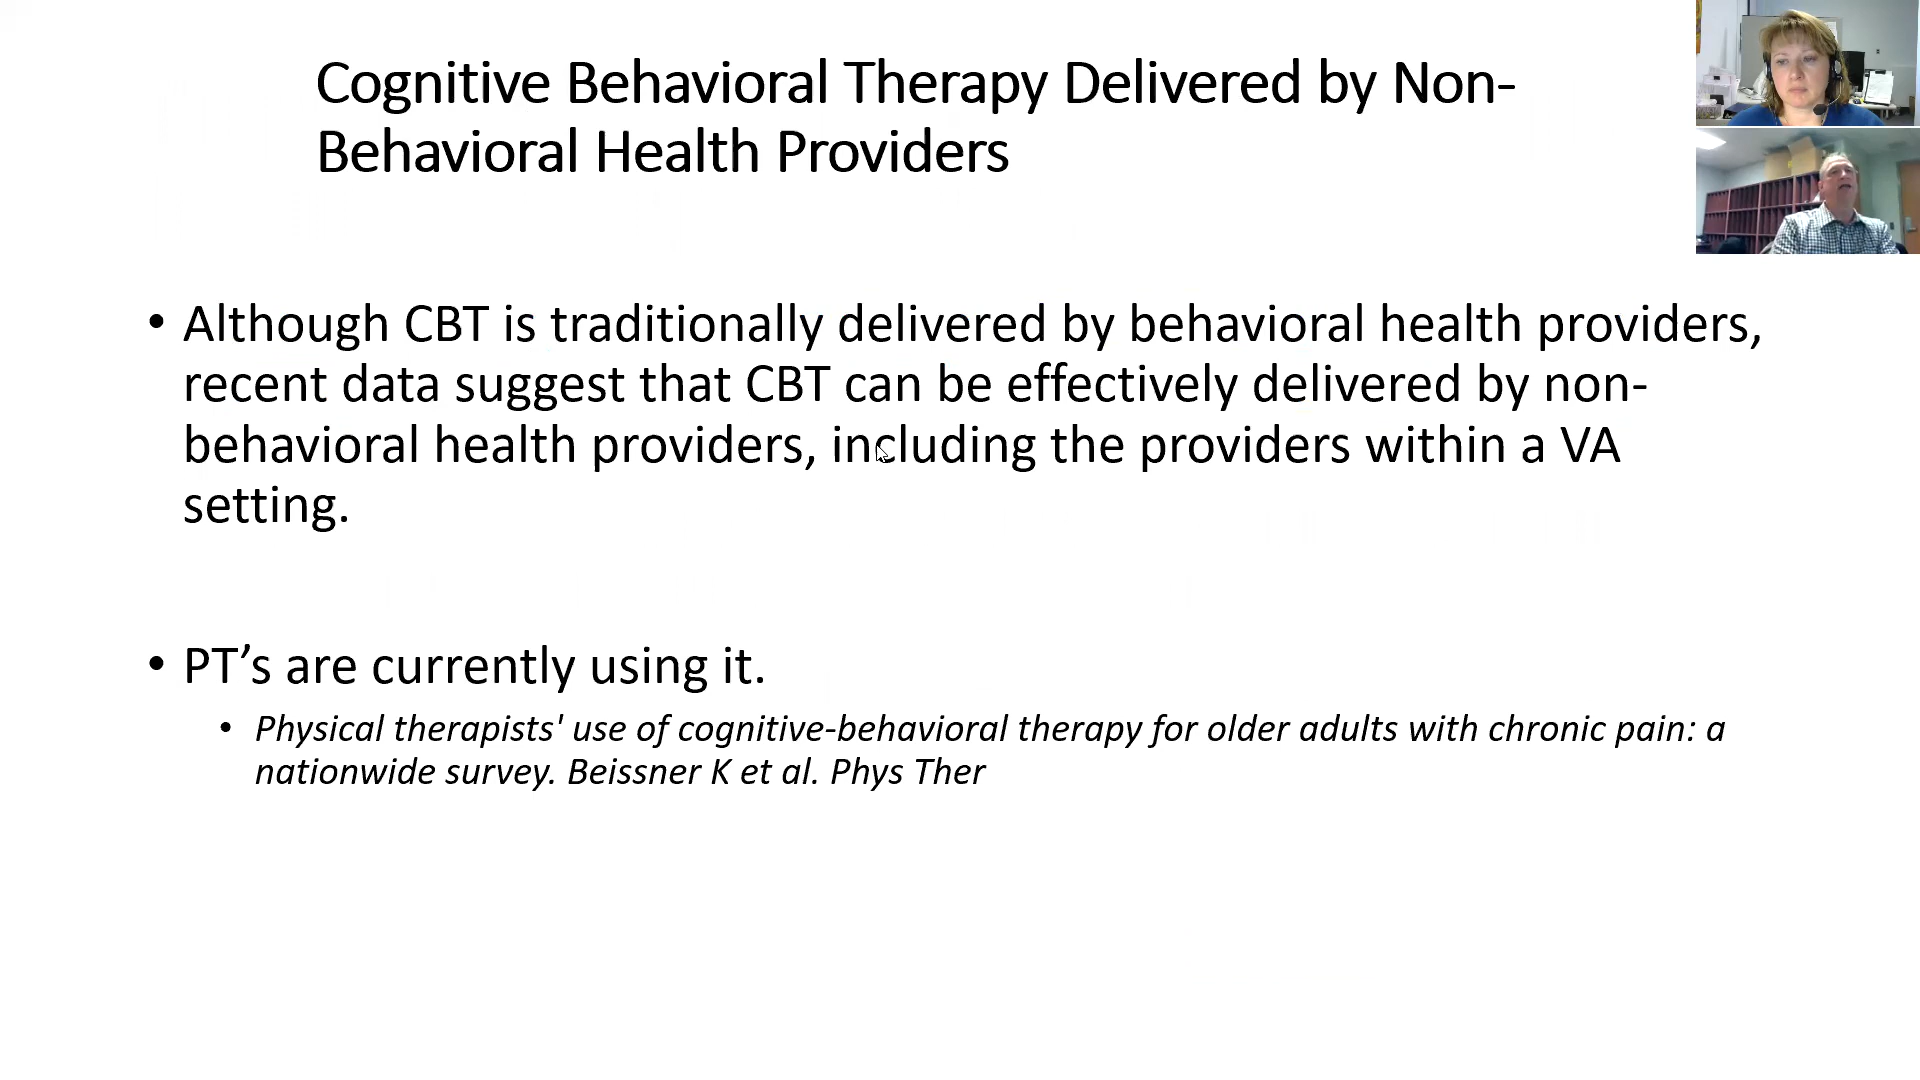 Cognitive Behavioral Therapy Delivered by Non-
Behavioral Health Providers
• Although CBT is traditionally delivered by behavioral health providers,
recent data suggest that CBT can be effectively delivered by non-
behavioral health providers, including the providers within a VA
setting.
• PT’s are currently using it.
• Physical therapists' use of cognitive-behavioral therapy for older adults with chronic pain: a
nationwide survey. Beissner K et al. Phys Ther